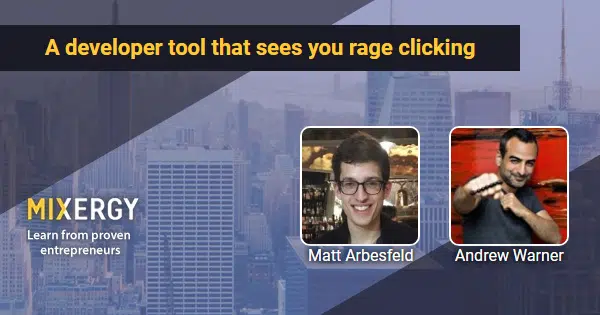 A developer tool that sees you rage clicking
MIXERGY
Learn from proven
entrepreneurs
Matt Arbesfeld
Andrew Warner